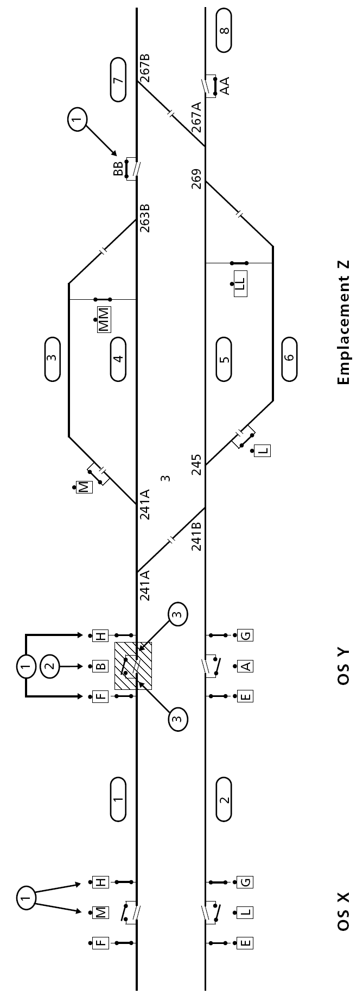 8
7
267B
AA
1
267A
BB
269
263B
LL
MM
3
4
5
6
Emplacement Z
L
245
M
3
241A
241B
241A
3
H
G
1
2
B
A
OS Y
F
E
3
1
2
H
G
1
M
L
OS X
F
E